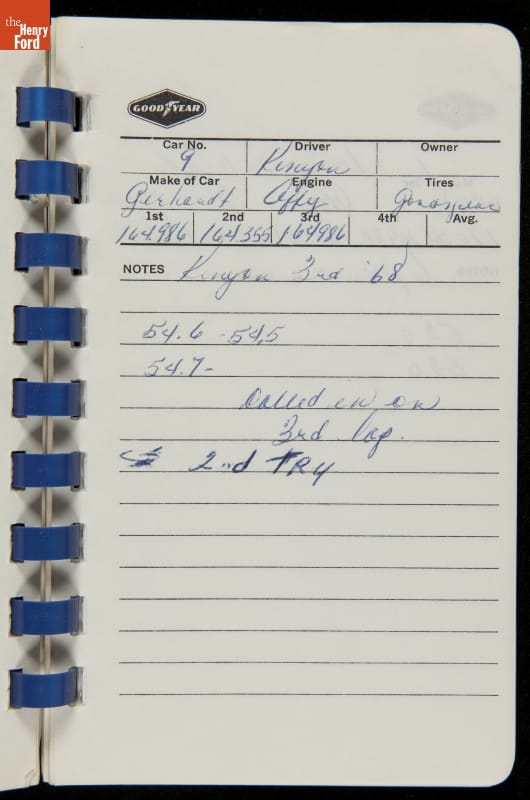 the Henry Ford
GOODYEAR
Car No. Driver Owner
9 Kenyon
Make of Car Engine Tires
Gerhardt Offy Goodyear
1st 2nd 3rd 4th Avg.
164.986 164.355 164986
NOTES Kenyon 3rd '68
54.6 - 54.5
54.7-
Called in on
3rd lap.
2nd TRY